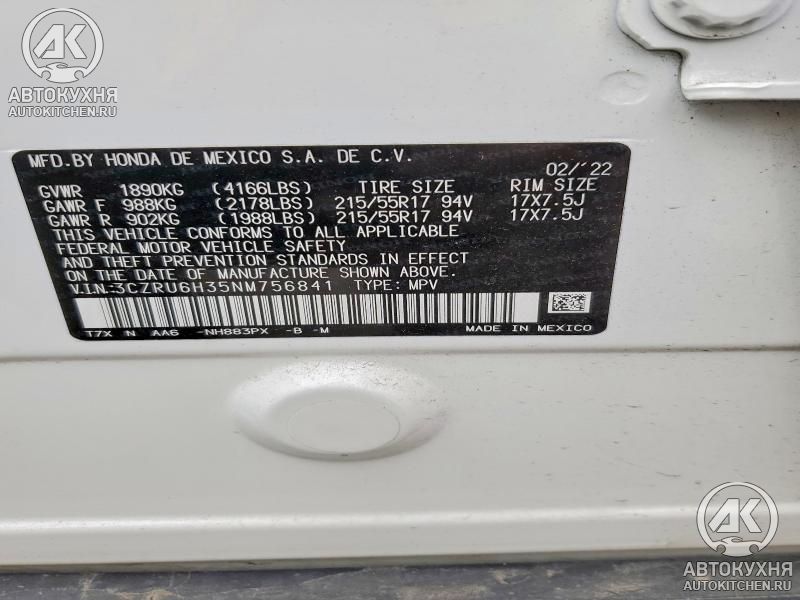 AK
АВТОКУХНЯ
AUTOKITCHEN.RU
MFD.BY HONDA DE MEXICO S.A. DE C.V.
02/'22
GVWR 1890KG (4166LBS) TIRE SIZE RIM SIZE
GAWR F 988KG (2178LBS) 215/55R17 94V 17X7.5J
GAWR R 902KG (1988LBS) 215/55R17 94V 17X7.5J
THIS VEHICLE CONFORMS TO ALL APPLICABLE
FEDERAL MOTOR VEHICLE SAFETY
AND THEFT PREVENTION STANDARDS IN EFFECT
ON THE DATE OF MANUFACTURE SHOWN ABOVE.
V.I.N:3CZRU6H35NM756841 TYPE: MPV
T7X N AA6 -NH883PX -B -M MADE IN MEXICO
AK
АВТОКУХНЯ
AUTOKITCHEN.RU